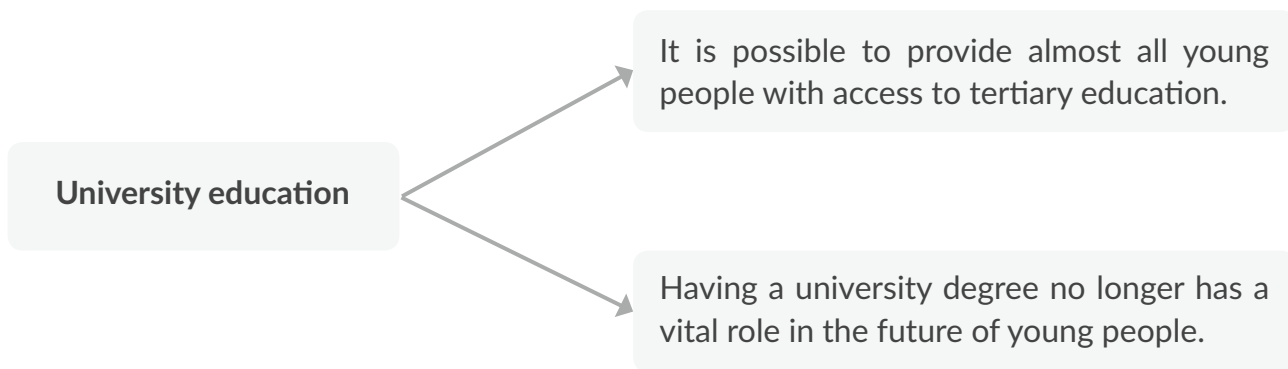 University education
It is possible to provide almost all young
people with access to tertiary education.
Having a university degree no longer has a
vital role in the future of young people.